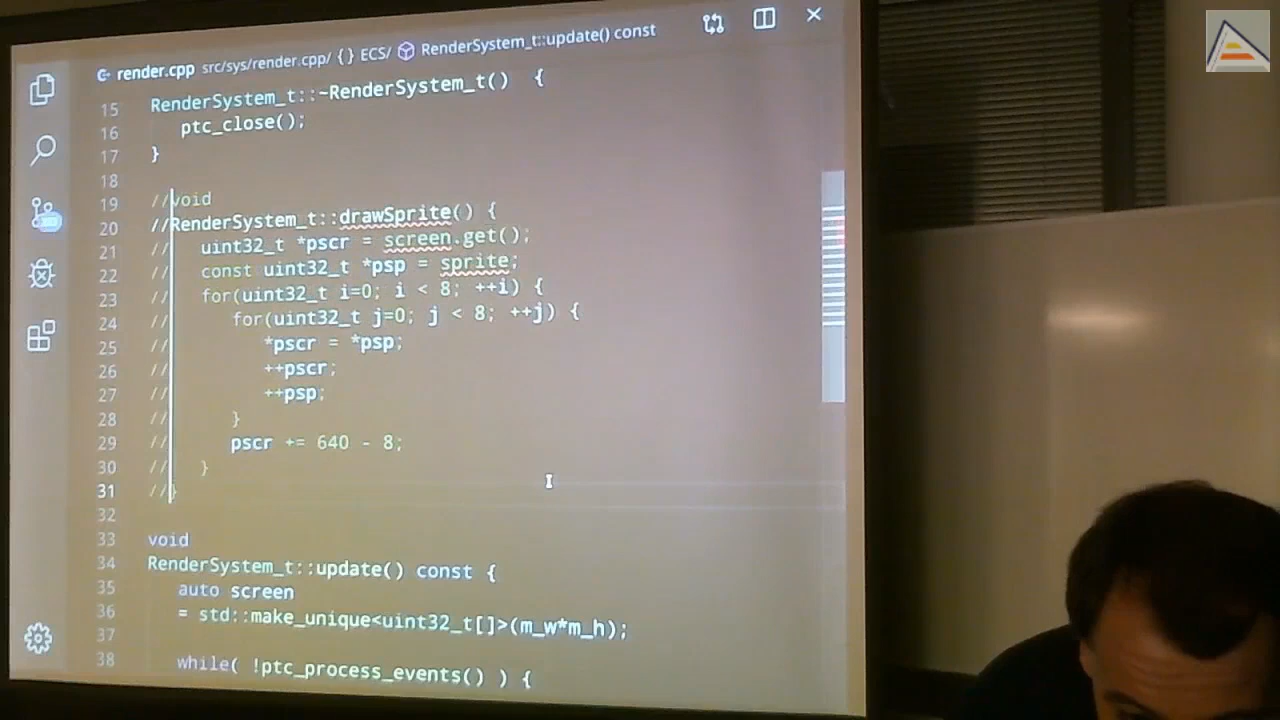 render.cpp src/sys/render.cpp/ {} ECS/ RenderSystem_t::update() const
15 RenderSystem_t::~RenderSystem_t() {
16 ptc_close();
17 }
18
19 //void
20 //RenderSystem_t::drawSprite() {
21 // uint32_t *pscr = screen.get();
22 // const uint32_t *psp = sprite;
23 // for(uint32_t i=0; i < 8; ++i) {
24 // for(uint32_t j=0; j < 8; ++j) {
25 // *pscr = *psp;
26 // ++pscr;
27 // ++psp;
28 // }
29 // pscr += 640 - 8;
30 // }
31 //}
32
33 void
34 RenderSystem_t::update() const {
35 auto screen
36 = std::make_unique<uint32_t[]>(m_w*m_h);
37
38 while( !ptc_process_events() ) {